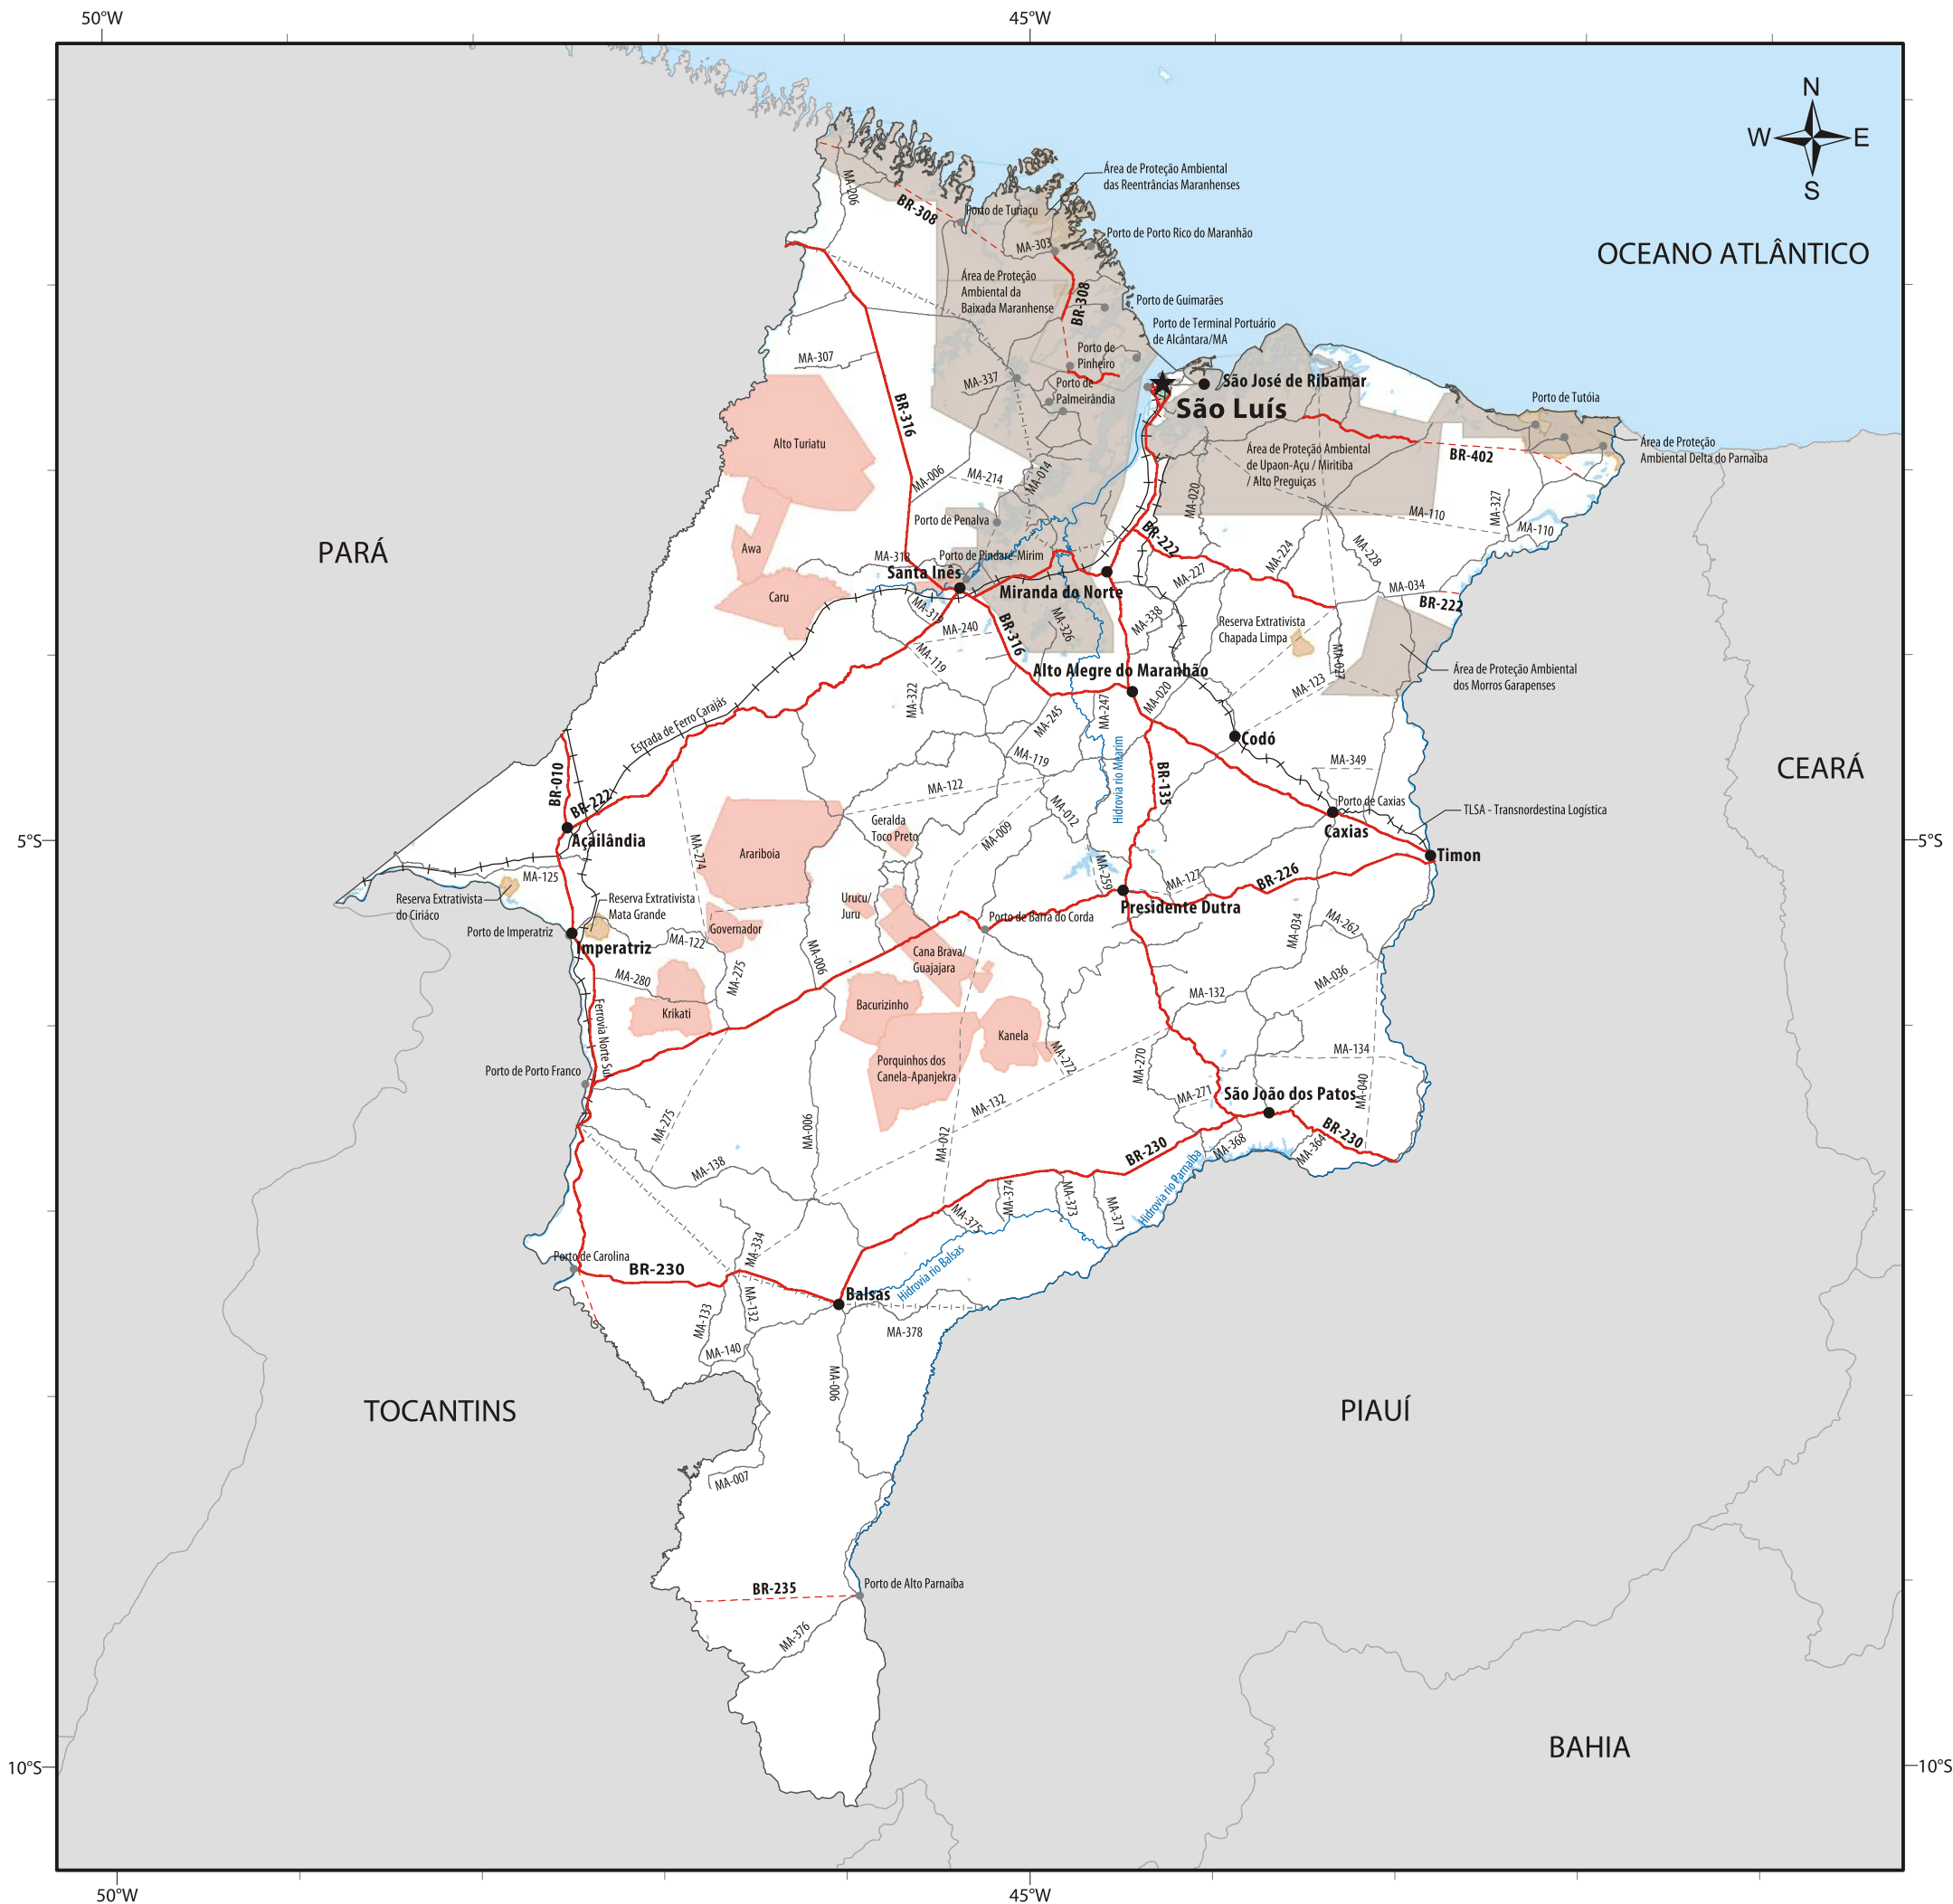 50°W
45°W
N
W
E
S
OCEANO ATLÂNTICO
Área de Proteção Ambiental
das Reentrâncias Maranhenses
MA-206
BR-308
Porto de Turiaçu
MA-303
Porto de Porto Rico do Maranhão
Área de Proteção
Ambiental da
Baixada Maranhense
BR-308
Porto de Guimarães
Porto de Terminal Portuário
de Alcântara/MA
MA-307
Porto de
Pinheiro
MA-337
Porto de
Palmeirândia
São José de Ribamar
São Luís
BR-316
Porto de Tutóia
Alto Turiatu
Área de Proteção Ambiental
de Upaon-Açu / Miritiba
/ Alto Preguiças
BR-402
Área de Proteção
Ambiental Delta do Parnaíba
MA-006
MA-214
MA-014
MA-020
MA-327
MA-110
MA-110
Porto de Penalva
PARÁ
Awa
MA-318
Porto de Pindaré-Mirim
BR-222
MA-224
MA-228
Santa Inês
Miranda do Norte
MA-227
MA-034
BR-222
Caru
MA-319
MA-240
BR-316
MA-326
MA-338
Reserva Extrativista
Chapada Limpa
MA-119
MA-027
Alto Alegre do Maranhão
Área de Proteção Ambiental
dos Morros Garapenses
MA-123
MA-322
MA-245
MA-247
MA-020
Estrada de Ferro Carajás
Codó
MA-119
Hidrovia rio Mearim
MA-349
CEARÁ
BR-010
BR-222
MA-122
BR-135
MA-012
Porto de Caxias
TLSA - Transnordestina Logística
Geralda
Toco Preto
MA-009
Caxias
5°S
Açailândia
MA-274
Arariboia
Timon
5°S
MA-125
MA-259
MA-127
BR-226
Reserva Extrativista
do Ciriáco
Reserva Extrativista
Mata Grande
Urucu/
Juru
Presidente Dutra
Porto de Barra do Corda
Porto de Imperatriz
Imperatriz
MA-122
Governador
MA-034
MA-262
MA-006
Cana Brava/
Guajajara
MA-280
MA-275
MA-036
Bacurizinho
MA-132
Krikati
Ferrovia Norte Sul
Kanela
MA-272
MA-134
Porto de Porto Franco
Porquinhos dos
Canela-Apanjekra
MA-270
MA-040
MA-271
São João dos Patos
MA-275
MA-006
MA-132
MA-012
BR-230
BR-230
MA-368
MA-364
MA-138
Hidrovia rio Parnaíba
MA-374
MA-373
MA-371
MA-375
MA-334
Porto de Carolina
BR-230
Hidrovia rio Balsas
Balsas
MA-133
MA-132
MA-378
MA-140
MA-006
TOCANTINS
PIAUÍ
MA-007
BR-235
Porto de Alto Parnaíba
MA-376
BAHIA
10°S
10°S
50°W
45°W